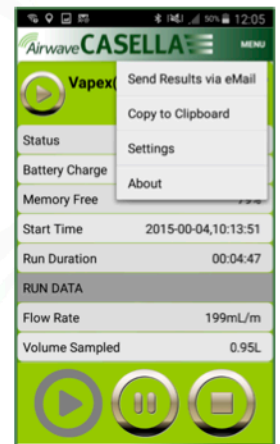 50% 12:05
Airwave CASELLA MENU
Vapex(
Send Results via eMail
Copy to Clipboard
Settings
About
Status
Battery Charge
Memory Free 79%
Start Time 2015-00-04,10:13:51
Run Duration 00:04:47
RUN DATA
Flow Rate 199mL/m
Volume Sampled 0.95L